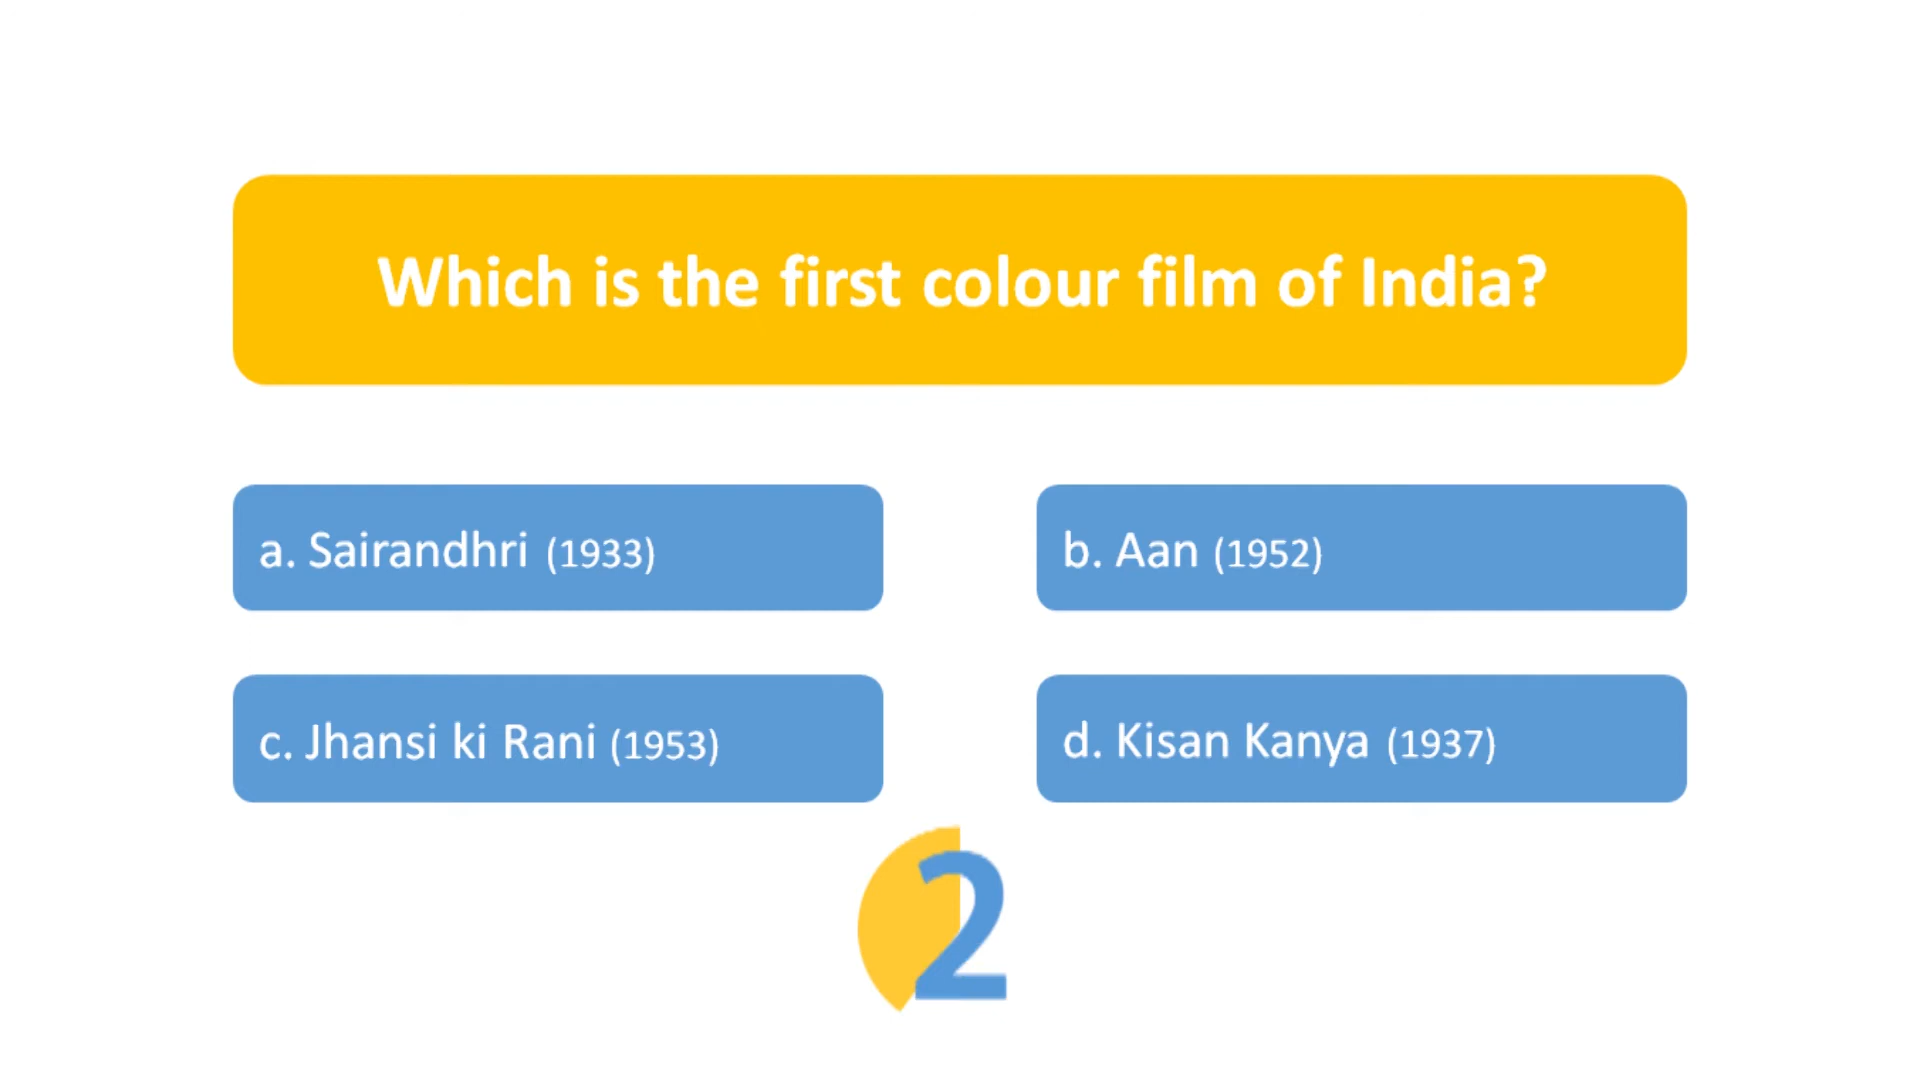 Which is the first colour film of India?
a. Sairandhri (1933)
b. Aan (1952)
c. Jhansi ki Rani (1953)
d. Kisan Kanya (1937)
2